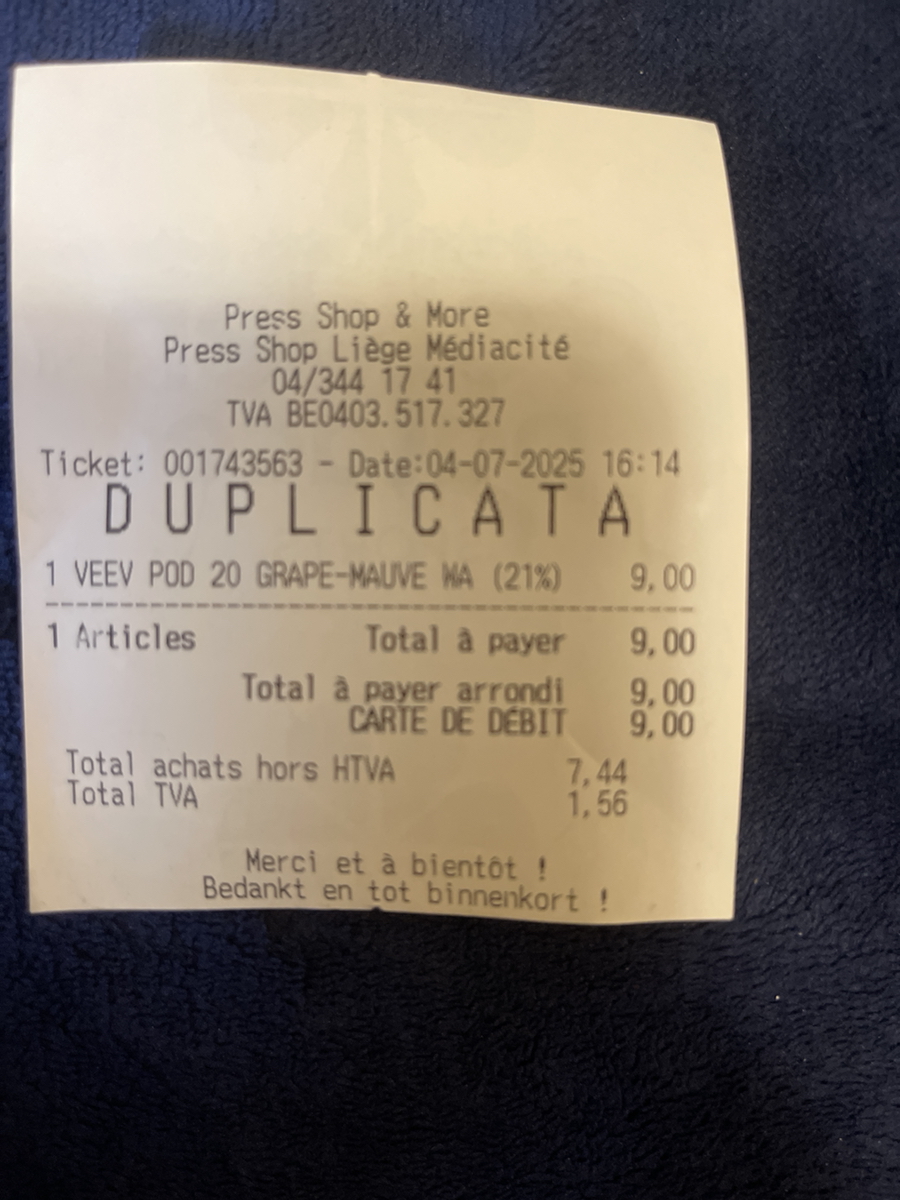 Press Shop & More
Press Shop Liège Médiacité
04/344 17 41
TVA BE0403.517.327
Ticket: 001743563 - Date:04-07-2025 16:14
DUPLICATA
1 VEEV POD 20 GRAPE-MAUVE WA (21%) 9,00
1 Articles Total à payer 9,00
Total à payer arrondi 9,00
CARTE DE DÉBIT 9,00
Total achats hors HTVA 7,44
Total TVA 1,56
Merci et à bientôt !
Bedankt en tot binnenkort !